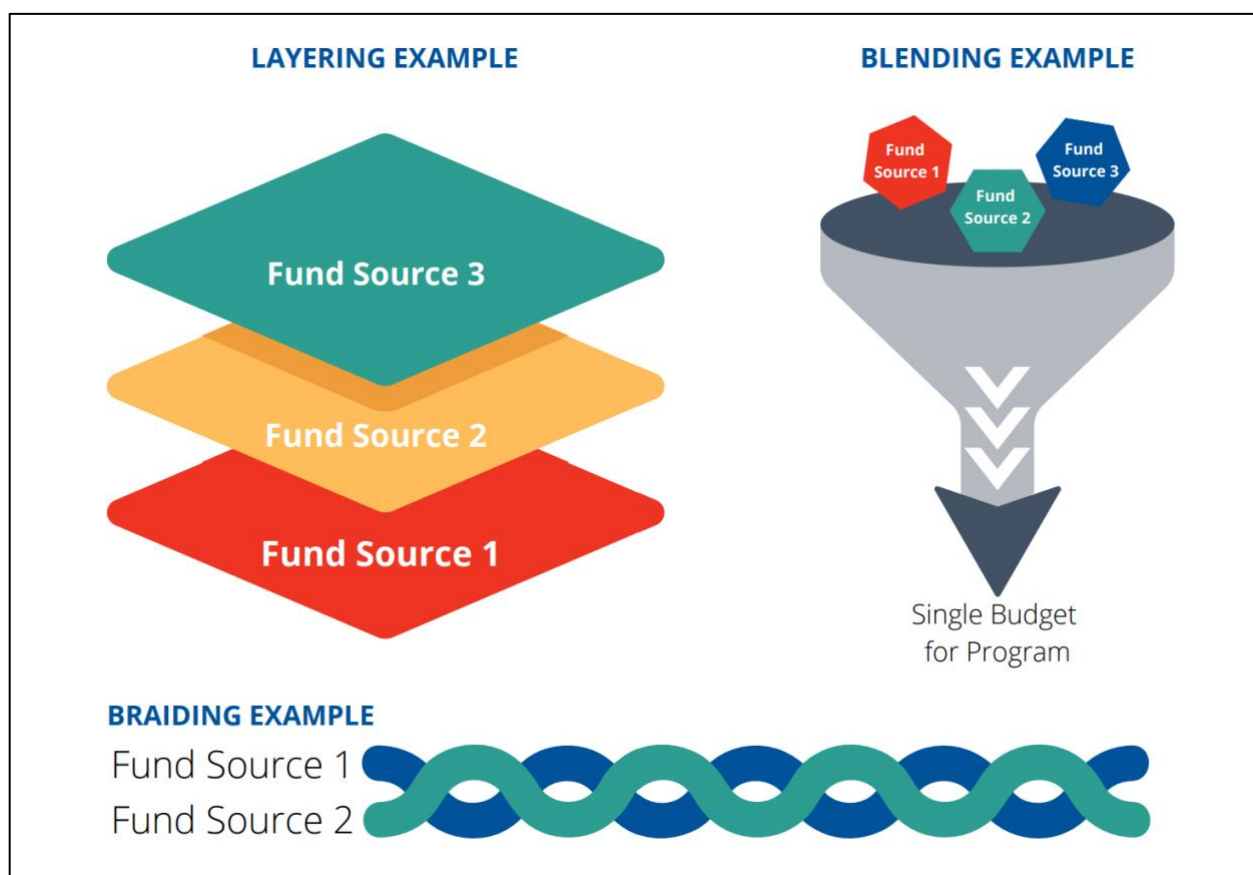 LAYERING EXAMPLE
Fund Source 3
Fund Source 2
Fund Source 1
BLENDING EXAMPLE
Fund
Source 1
Fund
Source 2
Fund
Source 3
Single Budget
for Program
BRAIDING EXAMPLE
Fund Source 1
Fund Source 2